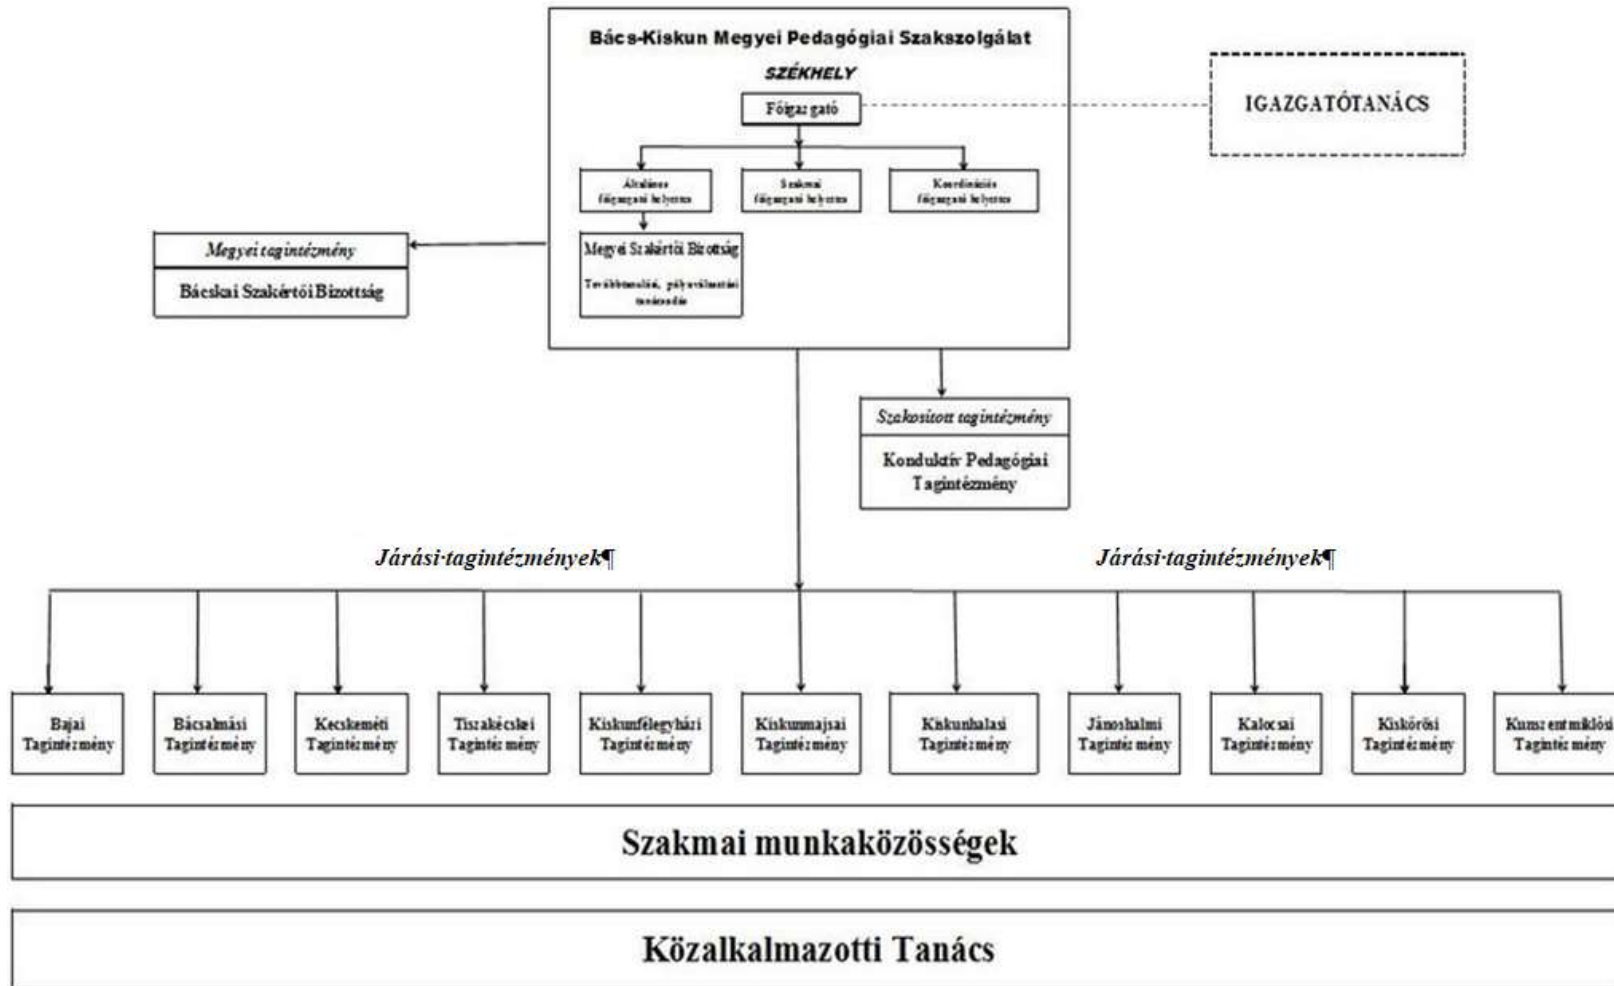 Bács-Kiskun Megyei Pedagógiai Szakszolgálat
SZÉKHELY
Főigazgató
IGAZGATÓTANÁCS
Általános
főigazgató helyettes
Szakmai
főigazgató helyettes
Koordinációs
főigazgató helyettes
Megyei Szakértői Bizottság
Továbbtanulási, pályaválasztási
tanácsadás
Megyei tagintézmény
Bácskai Szakértői Bizottság
Szakosított tagintézmény
Konduktív Pedagógiai
Tagintézmény
Járási·tagintézmények¶
Járási·tagintézmények¶
Bajai
Tagintézmény
Bácsalmási
Tagintézmény
Kecskeméti
Tagintézmény
Tiszakécskei
Tagintézmény
Kiskunfélegyházi
Tagintézmény
Kiskunmajsai
Tagintézmény
Kiskunhalasi
Tagintézmény
Jánoshalmi
Tagintézmény
Kalocsai
Tagintézmény
Kiskőrösi
Tagintézmény
Kunszentmiklósi
Tagintézmény
Szakmai munkaközösségek
Közalkalmazotti Tanács